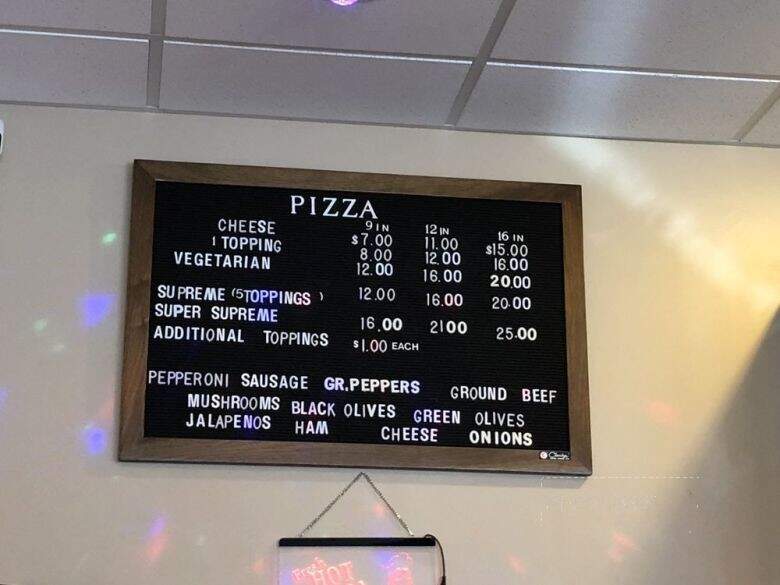 PIZZA
9 IN 12 IN 16 IN
CHEESE $7.00 11.00 $15.00
1 TOPPING 8.00 12.00 16.00
VEGETARIAN 12.00 16.00 20.00
SUPREME (5TOPPINGS ) 12.00 16.00 20.00
SUPER SUPREME 16.00 2100 25.00
ADDITIONAL TOPPINGS $1.00 EACH
PEPPERONI SAUSAGE GR.PEPPERS GROUND BEEF
MUSHROOMS BLACK OLIVES GREEN OLIVES
JALAPENOS HAM CHEESE ONIONS
HOT